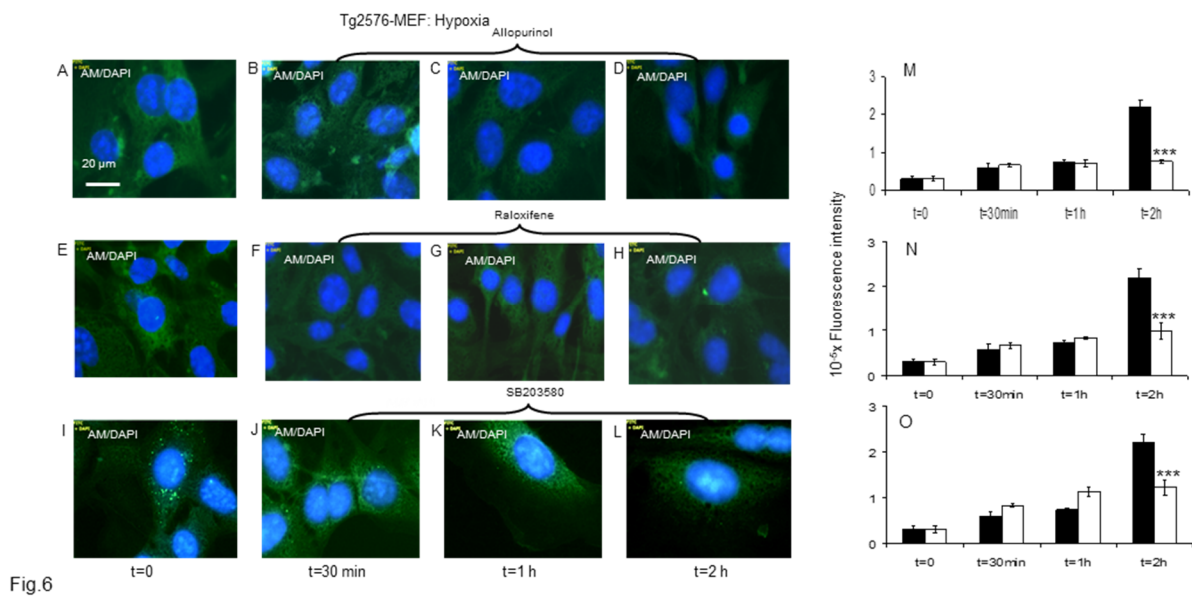 Tg2576-MEF: Hypoxia
Allopurinol
A AM/DAPI B AM/DAPI C AM/DAPI D AM/DAPI
20 µm
Raloxifene
E AM/DAPI F AM/DAPI G AM/DAPI H AM/DAPI
SB203580
I AM/DAPI J AM/DAPI K AM/DAPI L AM/DAPI
t=0 t=30 min t=1 h t=2 h
Fig.6
10⁻⁵x Fluorescence intensity
M
3
2
1
0
***
t=0 t=30min t=1h t=2h
N
3
2
1
0
***
t=0 t=30min t=1h t=2h
O
3
2
1
0
***
t=0 t=30min t=1h t=2h